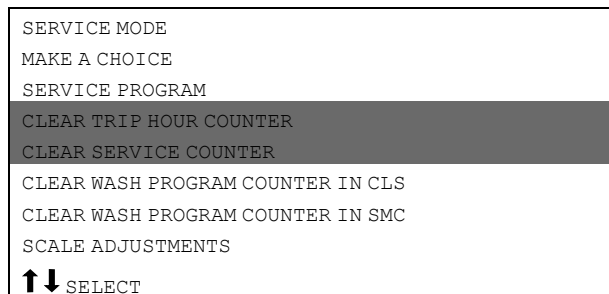 SERVICE MODE
MAKE A CHOICE
SERVICE PROGRAM
CLEAR TRIP HOUR COUNTER
CLEAR SERVICE COUNTER
CLEAR WASH PROGRAM COUNTER IN CLS
CLEAR WASH PROGRAM COUNTER IN SMC
SCALE ADJUSTMENTS
⬆⬇ SELECT